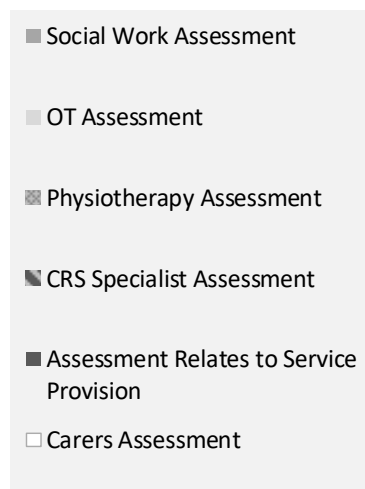 Social Work Assessment
OT Assessment
Physiotherapy Assessment
CRS Specialist Assessment
Assessment Relates to Service
Provision
Carers Assessment